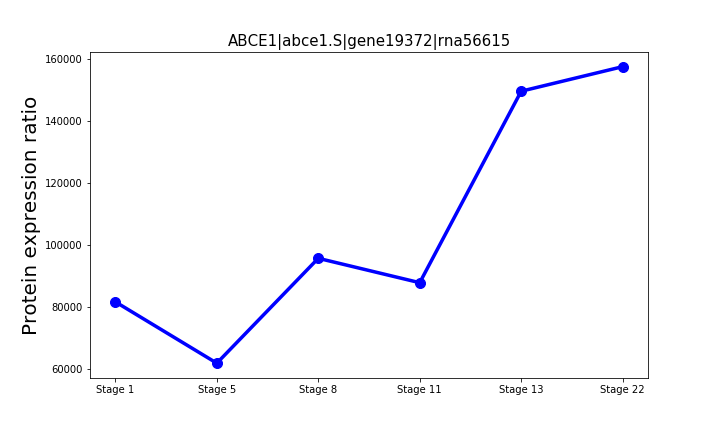 ABCE1|abce1.S|gene19372|rna56615
Protein expression ratio
160000
140000
120000
100000
80000
60000
Stage 1
Stage 5
Stage 8
Stage 11
Stage 13
Stage 22